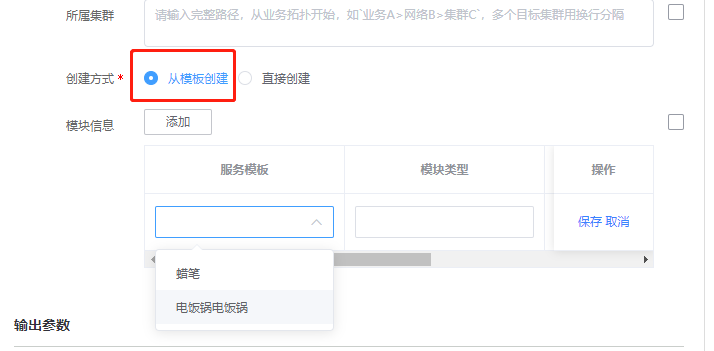 所属集群
请输入完整路径，从业务拓扑开始，如`业务A>网络B>集群C`，多个目标集群用换行分隔
创建方式 * 从模板创建 直接创建
模块信息 添加
服务模板 模块类型 操作
保存 取消
蜡笔
电饭锅电饭锅
输出参数